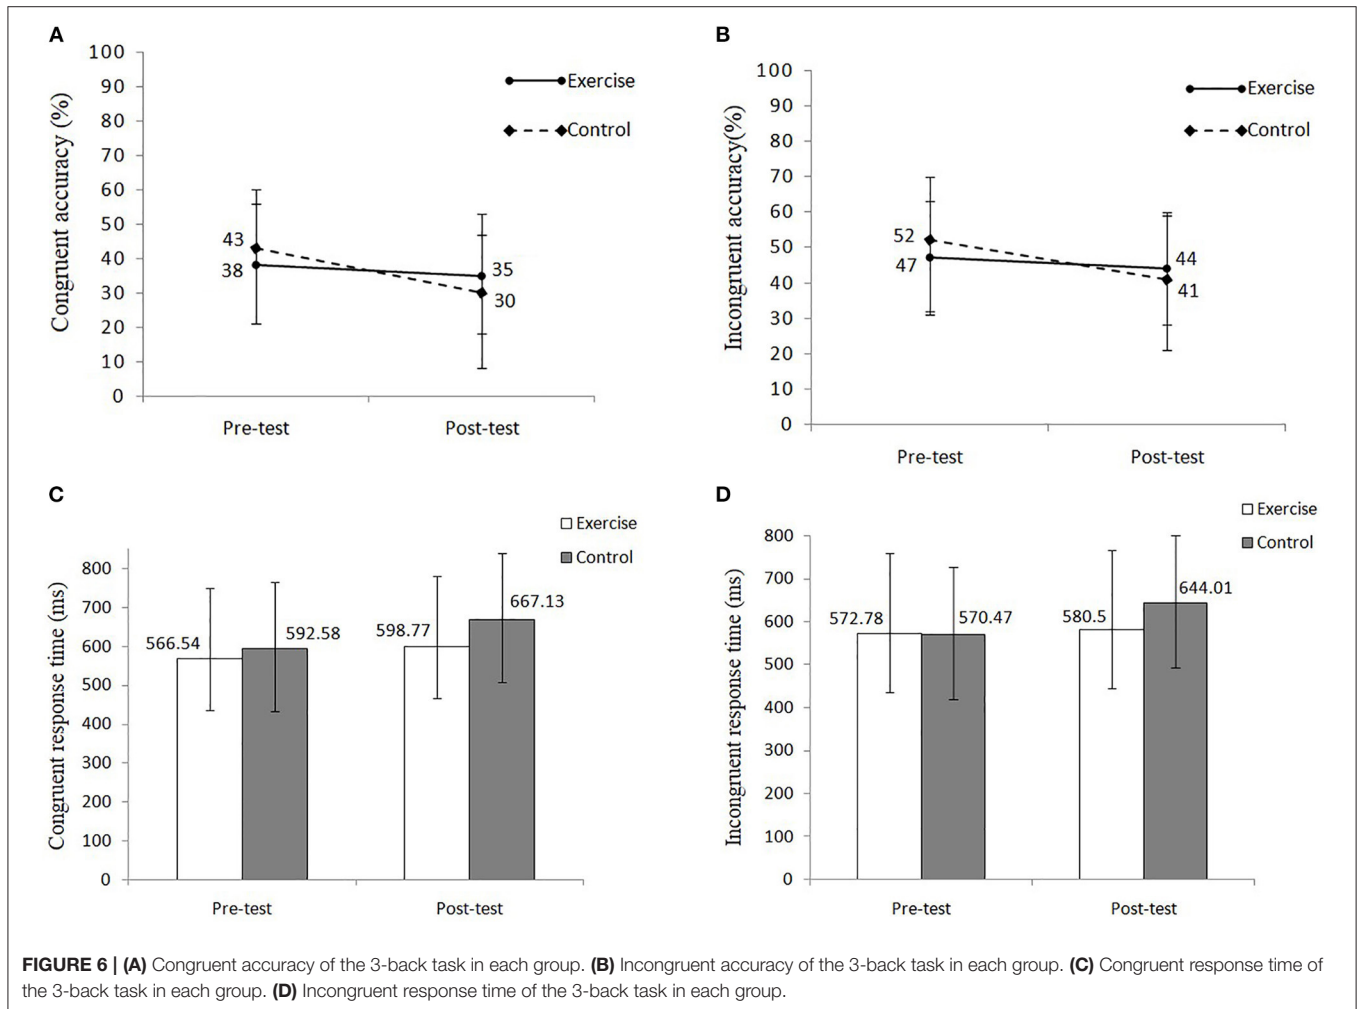 A
Congruent accuracy (%)
100
90
80
70
60
50
40
30
20
10
0
Exercise
Control
43
38
35
30
Pre-test
Post-test
B
Incongruent accuracy(%)
100
90
80
70
60
50
40
30
20
10
0
Exercise
Control
52
47
44
41
Pre-test
Post-test
C
Congruent response time (ms)
800
700
600
500
400
300
200
100
0
Exercise
Control
566.54
592.58
598.77
667.13
Pre-test
Post-test
D
Incongruent response time (ms)
800
700
600
500
400
300
200
100
0
Exercise
Control
572.78
570.47
580.5
644.01
Pre-test
Post-test
FIGURE 6 | (A) Congruent accuracy of the 3-back task in each group. (B) Incongruent accuracy of the 3-back task in each group. (C) Congruent response time of
the 3-back task in each group. (D) Incongruent response time of the 3-back task in each group.